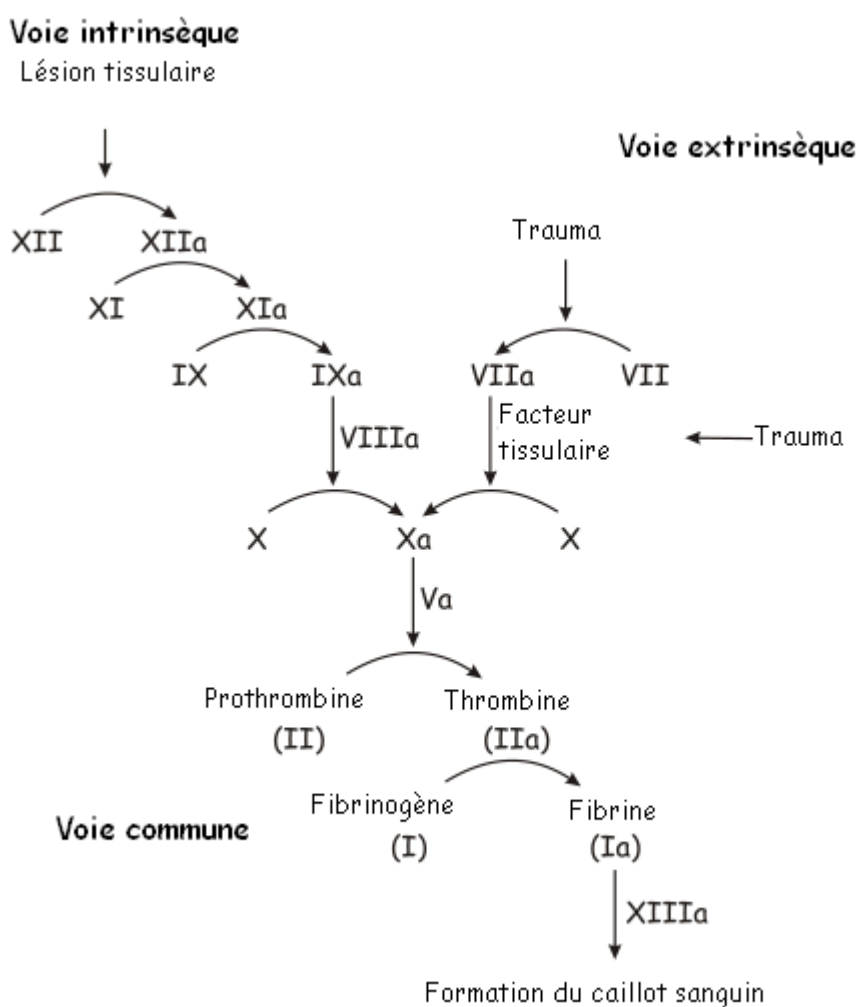 Voie intrinsèque
Lésion tissulaire
Voie extrinsèque
Trauma
XII
XIIa
XI
XIa
IX
IXa
VIIa
VII
VIIIa
Facteur
tissulaire
Trauma
X
Xa
X
Va
Prothrombine
(II)
Thrombine
(IIa)
Fibrinogène
(I)
Fibrine
(Ia)
Voie commune
XIIIa
Formation du caillot sanguin